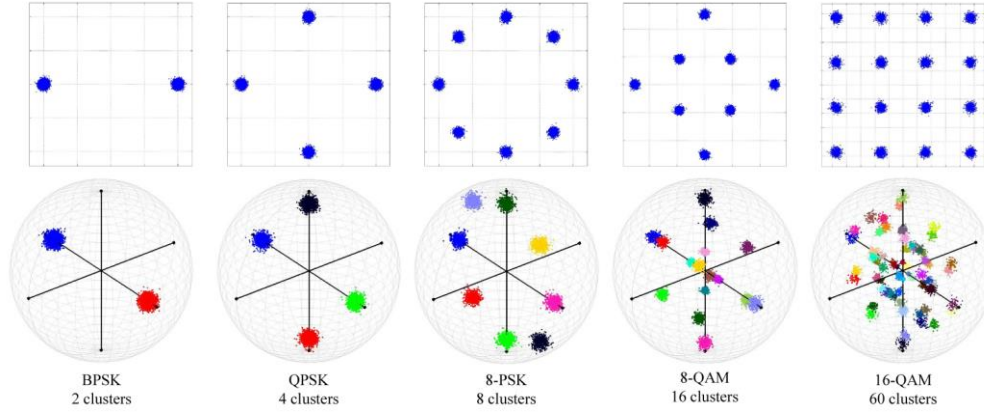 BPSK
2 clusters
QPSK
4 clusters
8-PSK
8 clusters
8-QAM
16 clusters
16-QAM
60 clusters